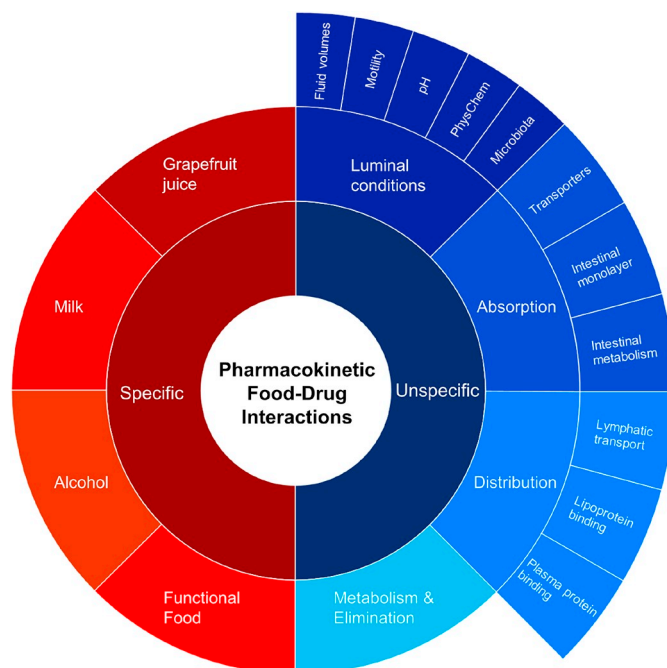 Pharmacokinetic
Food-Drug
Interactions
Specific
Unspecific
Grapefruit
juice
Milk
Alcohol
Functional
Food
Luminal
conditions
Fluid volumes
Motility
pH
PhysChem
Microbiota
Absorption
Transporters
Intestinal
monolayer
Intestinal
metabolism
Distribution
Lymphatic
transport
Lipoprotein
binding
Plasma protein
binding
Metabolism &
Elimination